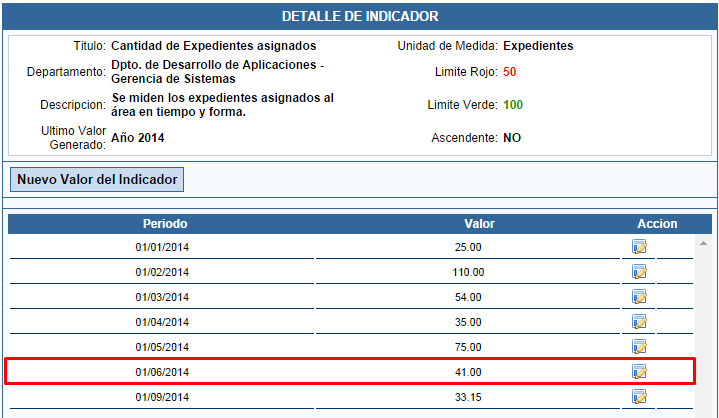 DETALLE DE INDICADOR
Titulo: Cantidad de Expedientes asignados Unidad de Medida: Expedientes
Departamento: Dpto. de Desarrollo de Aplicaciones -
Gerencia de Sistemas Limite Rojo: 50
Descripcion: Se miden los expedientes asignados al
área en tiempo y forma. Limite Verde: 100
Ultimo Valor
Generado: Año 2014 Ascendente: NO
Nuevo Valor del Indicador
Periodo Valor Accion
01/01/2014 25.00
01/02/2014 110.00
01/03/2014 54.00
01/04/2014 35.00
01/05/2014 75.00
01/06/2014 41.00
01/09/2014 33.15